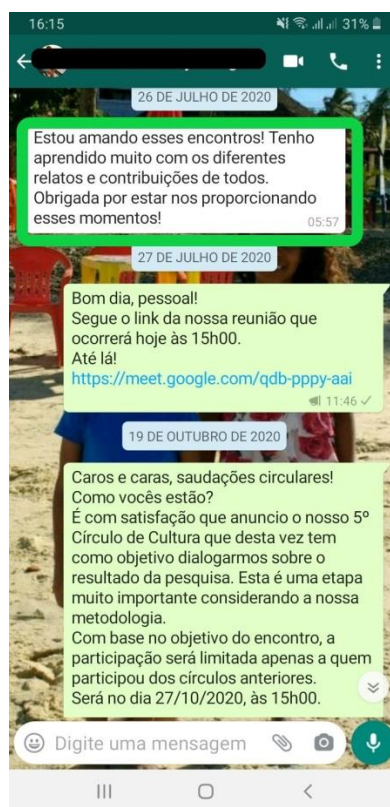 16:15
31%
26 DE JULHO DE 2020
Estou amando esses encontros! Tenho
aprendido muito com os diferentes
relatos e contribuições de todos.
Obrigada por estar nos proporcionando
esses momentos!
05:57
27 DE JULHO DE 2020
Bom dia, pessoal!
Segue o link da nossa reunião que
ocorrerá hoje às 15h00.
Até lá!
https://meet.google.com/qdb-pppy-aai
11:46
19 DE OUTUBRO DE 2020
Caros e caras, saudações circulares!
Como vocês estão?
É com satisfação que anuncio o nosso 5º
Círculo de Cultura que desta vez tem
como objetivo dialogarmos sobre o
resultado da pesquisa. Esta é uma etapa
muito importante considerando a nossa
metodologia.
Com base no objetivo do encontro, a
participação será limitada apenas a quem
participou dos círculos anteriores.
Será no dia 27/10/2020, às 15h00.
Digite uma mensagem